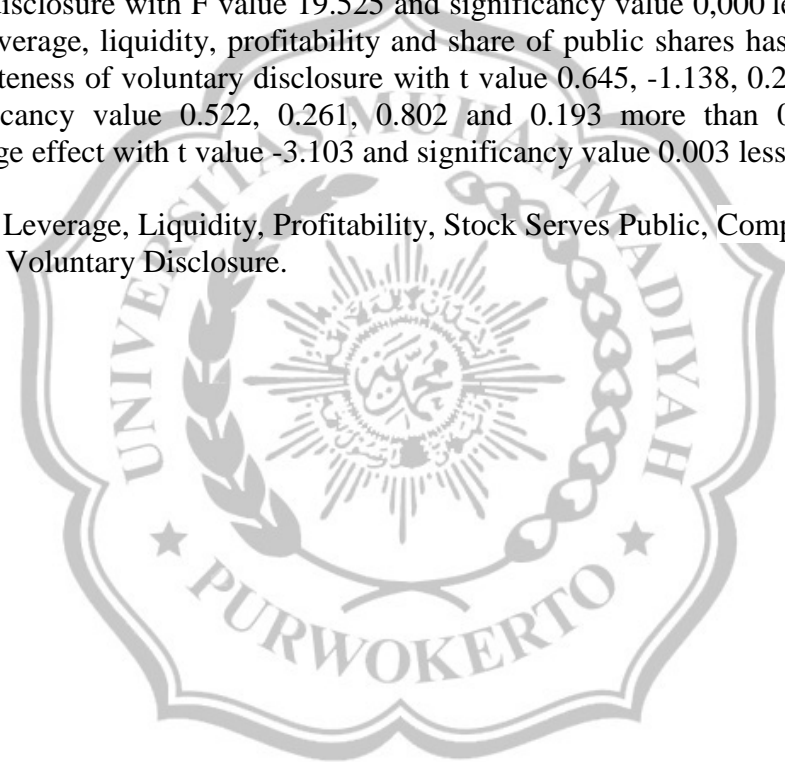 disclosure with F value 19.525 and significancy value 0,000 le
verage, liquidity, profitability and share of public shares has
teness of voluntary disclosure with t value 0.645, -1.138, 0.2
icancy value 0.522, 0.261, 0.802 and 0.193 more than 0
ge effect with t value -3.103 and significancy value 0.003 less
Leverage, Liquidity, Profitability, Stock Serves Public, Comp
Voluntary Disclosure.
UNIVERSITAS MUHAMMADIYAH
PURWOKERTO